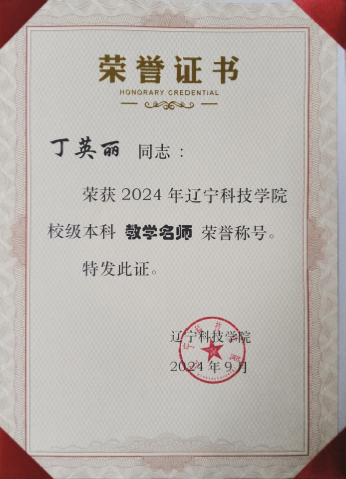 荣誉证书
HONORARY CREDENTIAL
丁英丽 同志：
荣获 2024 年辽宁科技学院
校级本科 教学名师 荣誉称号。
特发此证。
辽宁科技学院
2024 年 9 月